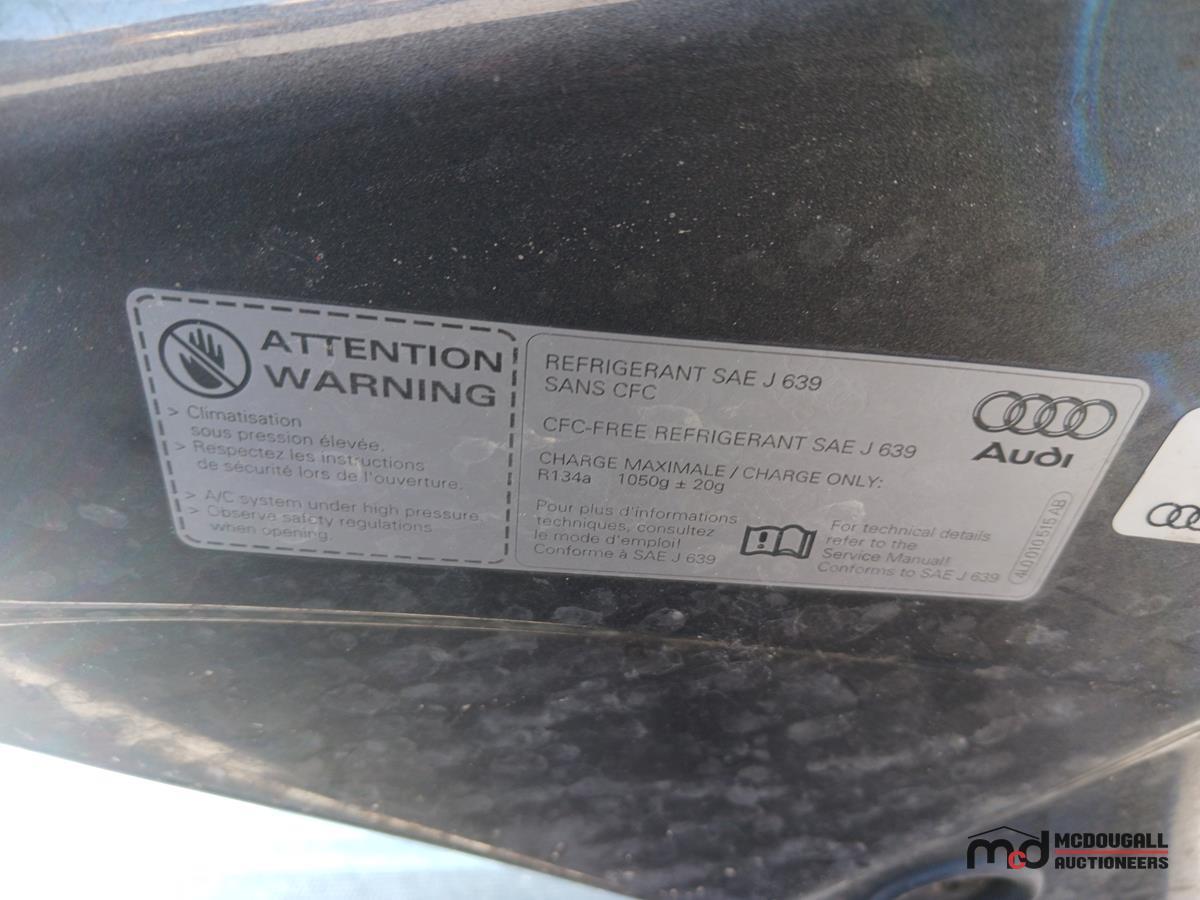 ATTENTION
WARNING
> Climatisation
sous pression élevée.
> Respectez les instructions
de sécurité lors de l'ouverture.
> A/C system under high pressure.
> Observe safety regulations
when opening.
REFRIGERANT SAE J 639
SANS CFC
CFC-FREE REFRIGERANT SAE J 639
CHARGE MAXIMALE / CHARGE ONLY:
R134a 1050g ± 20g
Pour plus d'informations
techniques, consultez
le mode d'emploi!
Conforme à SAE J 639
For technical details
refer to the
Service Manual!
Conforms to SAE J 639
Audi
4L0 010 515 AB
mcd MCDOUGALL
AUCTIONEERS